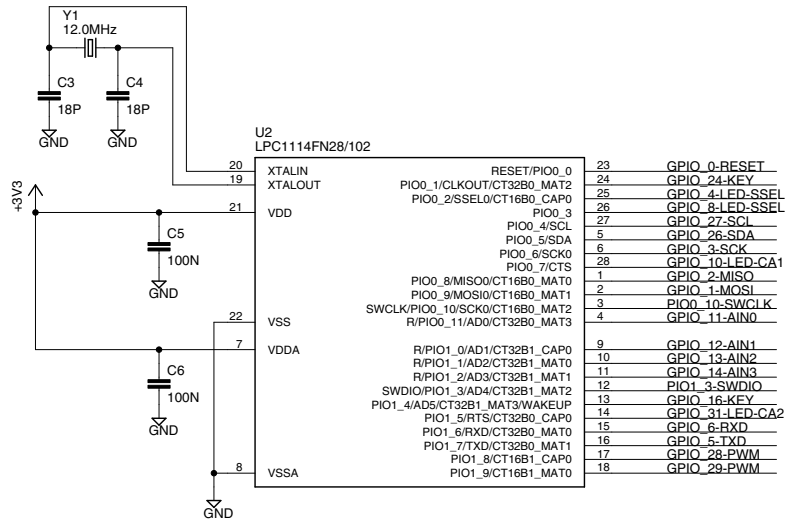 Y1
12.0MHz
C3
18P
GND
C4
18P
GND
U2
LPC1114FN28/102
20 XTALIN
19 XTALOUT
+3V3
21 VDD
C5
100N
GND
22 VSS
7 VDDA
C6
100N
GND
8 VSSA
GND
RESET/PIO0_0 23 GPIO_0-RESET
PIO0_1/CLKOUT/CT32B0_MAT2 24 GPIO_24-KEY
PIO0_2/SSEL0/CT16B0_CAP0 25 GPIO_4-LED-SSEL
PIO0_3 26 GPIO_8-LED-SSEL
PIO0_4/SCL 27 GPIO_27-SCL
PIO0_5/SDA 5 GPIO_26-SDA
PIO0_6/SCK0 6 GPIO_3-SCK
PIO0_7/CTS 28 GPIO_10-LED-CA1
PIO0_8/MISO0/CT16B0_MAT0 1 GPIO_2-MISO
PIO0_9/MOSI0/CT16B0_MAT1 2 GPIO_1-MOSI
SWCLK/PIO0_10/SCK0/CT16B0_MAT2 3 PIO0_10-SWCLK
R/PIO0_11/AD0/CT32B0_MAT3 4 GPIO_11-AIN0
R/PIO1_0/AD1/CT32B1_CAP0 9 GPIO_12-AIN1
R/PIO1_1/AD2/CT32B1_MAT0 10 GPIO_13-AIN2
R/PIO1_2/AD3/CT32B1_MAT1 11 GPIO_14-AIN3
SWDIO/PIO1_3/AD4/CT32B1_MAT2 12 PIO1_3-SWDIO
PIO1_4/AD5/CT32B1_MAT3/WAKEUP 13 GPIO_16-KEY
PIO1_5/RTS/CT32B0_CAP0 14 GPIO_31-LED-CA2
PIO1_6/RXD/CT32B0_MAT0 15 GPIO_6-RXD
PIO1_7/TXD/CT32B0_MAT1 16 GPIO_5-TXD
PIO1_8/CT16B1_CAP0 17 GPIO_28-PWM
PIO1_9/CT16B1_MAT0 18 GPIO_29-PWM